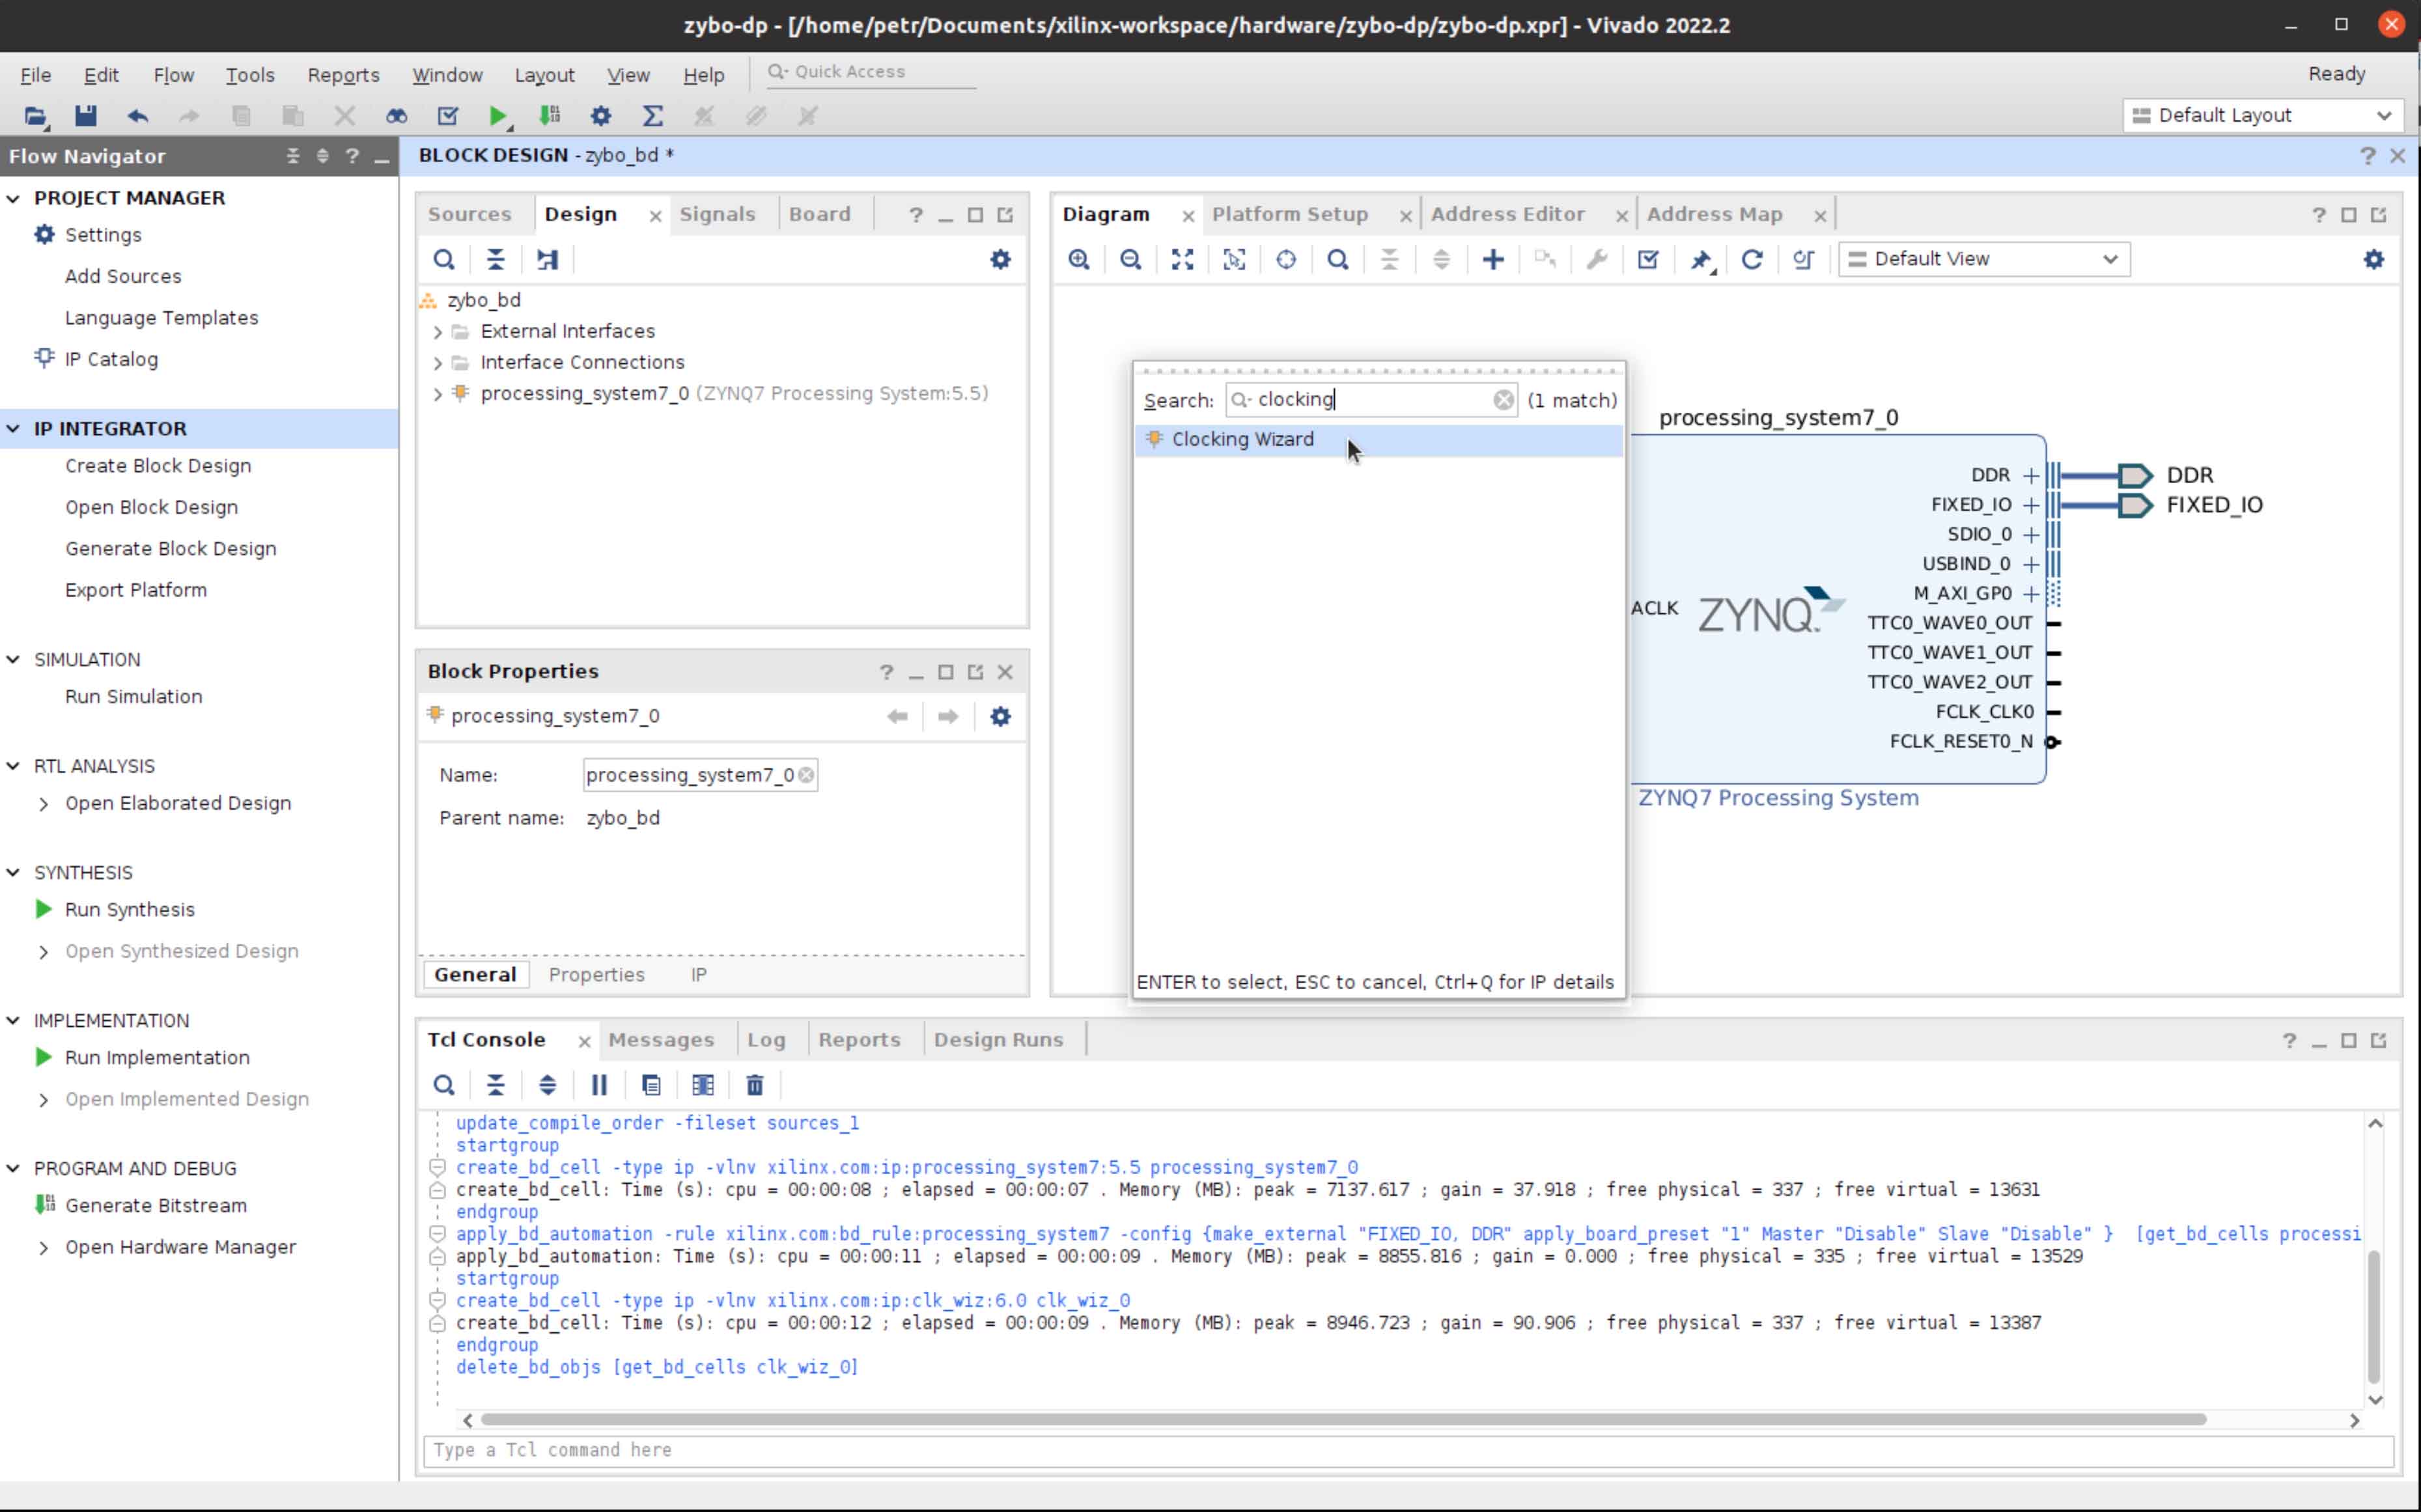 zybo-dp - [/home/petr/Documents/xilinx-workspace/hardware/zybo-dp/zybo-dp.xpr] - Vivado 2022.2
File Edit Flow Tools Reports Window Layout View Help Quick Access Ready
Default Layout
Flow Navigator
PROJECT MANAGER
Settings
Add Sources
Language Templates
IP Catalog
IP INTEGRATOR
Create Block Design
Open Block Design
Generate Block Design
Export Platform
SIMULATION
Run Simulation
RTL ANALYSIS
Open Elaborated Design
SYNTHESIS
Run Synthesis
Open Synthesized Design
IMPLEMENTATION
Run Implementation
Open Implemented Design
PROGRAM AND DEBUG
Generate Bitstream
Open Hardware Manager
BLOCK DESIGN - zybo_bd *
Sources Design Signals Board
zybo_bd
External Interfaces
Interface Connections
processing_system7_0 (ZYNQ7 Processing System:5.5)
Block Properties
processing_system7_0
Name: processing_system7_0
Parent name: zybo_bd
General Properties IP
Diagram Platform Setup Address Editor Address Map
Default View
Search: clocking (1 match)
Clocking Wizard
ENTER to select, ESC to cancel, Ctrl+Q for IP details
processing_system7_0
DDR
FIXED_IO
SDIO_0
USBIND_0
M_AXI_GP0
TTC0_WAVE0_OUT
TTC0_WAVE1_OUT
TTC0_WAVE2_OUT
FCLK_CLK0
FCLK_RESET0_N
ACLK ZYNQ
DDR
FIXED_IO
ZYNQ7 Processing System
Tcl Console Messages Log Reports Design Runs
update_compile_order -fileset sources_1
startgroup
create_bd_cell -type ip -vlnv xilinx.com:ip:processing_system7:5.5 processing_system7_0
create_bd_cell: Time (s): cpu = 00:00:08 ; elapsed = 00:00:07 . Memory (MB): peak = 7137.617 ; gain = 37.918 ; free physical = 337 ; free virtual = 13631
endgroup
apply_bd_automation -rule xilinx.com:bd_rule:processing_system7 -config {make_external "FIXED_IO, DDR" apply_board_preset "1" Master "Disable" Slave "Disable" }  [get_bd_cells processi
apply_bd_automation: Time (s): cpu = 00:00:11 ; elapsed = 00:00:09 . Memory (MB): peak = 8855.816 ; gain = 0.000 ; free physical = 335 ; free virtual = 13529
startgroup
create_bd_cell -type ip -vlnv xilinx.com:ip:clk_wiz:6.0 clk_wiz_0
create_bd_cell: Time (s): cpu = 00:00:12 ; elapsed = 00:00:09 . Memory (MB): peak = 8946.723 ; gain = 90.906 ; free physical = 337 ; free virtual = 13387
endgroup
delete_bd_objs [get_bd_cells clk_wiz_0]
Type a Tcl command here